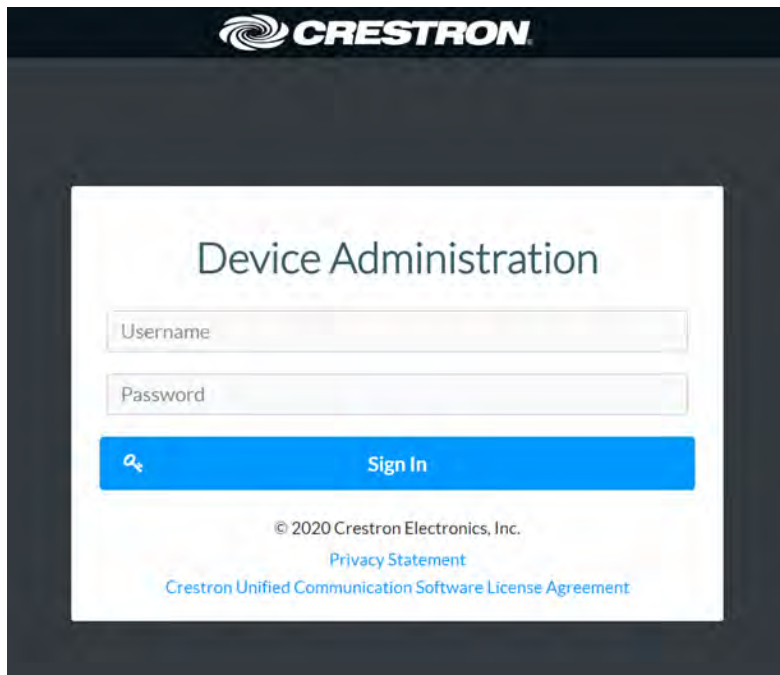 CRESTRON
Device Administration
Username
Password
Sign In
© 2020 Crestron Electronics, Inc.
Privacy Statement
Crestron Unified Communication Software License Agreement